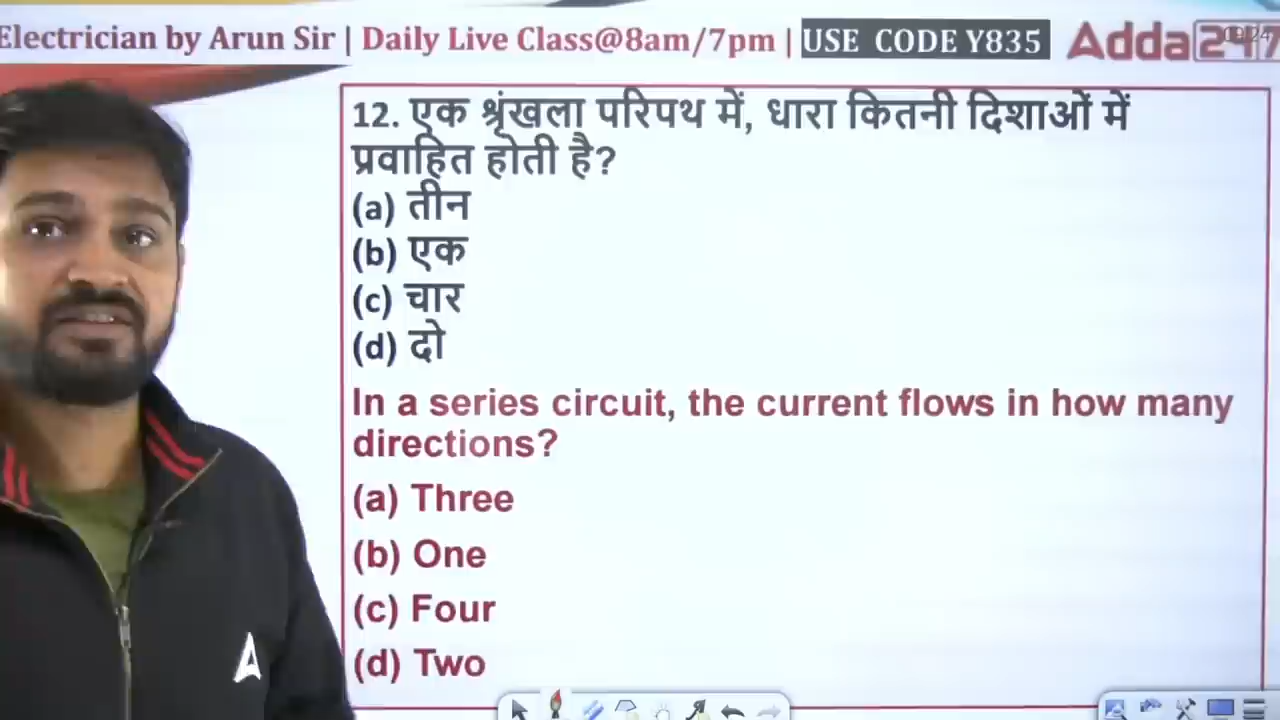 Electrician by Arun Sir | Daily Live Class@8am/7pm | USE CODE Y835 Adda247
12. एक श्रृंखला परिपथ में, धारा कितनी दिशाओं में
प्रवाहित होती है?
(a) तीन
(b) एक
(c) चार
(d) दो
In a series circuit, the current flows in how many
directions?
(a) Three
(b) One
(c) Four
(d) Two